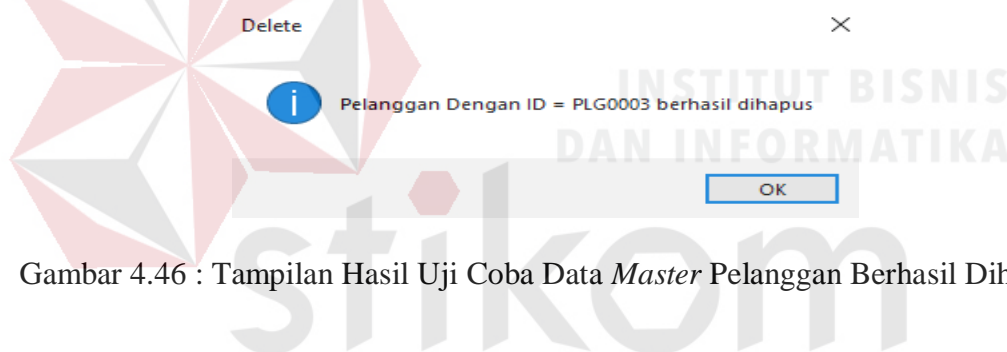 Delete
INSTITUT BISNIS
Pelanggan Dengan ID = PLG0003 berhasil dihapus
DAN INFORMATIKA
OK
stikom
Gambar 4.46 : Tampilan Hasil Uji Coba Data Master Pelanggan Berhasil Dih